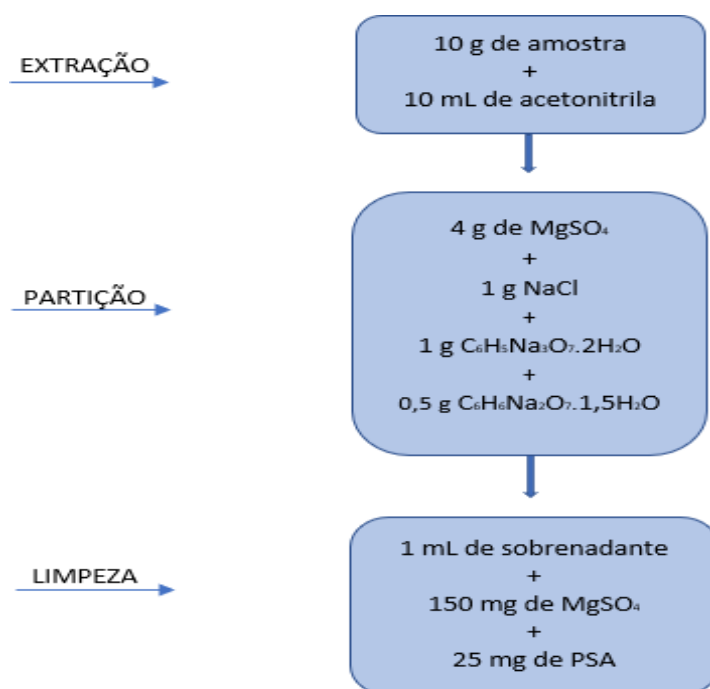 EXTRAÇÃO
10 g de amostra
+
10 mL de acetonitrila
PARTIÇÃO
4 g de MgSO₄
+
1 g NaCl
+
1 g C₆H₅Na₃O₇.2H₂O
+
0,5 g C₆H₆Na₂O₇.1,5H₂O
LIMPEZA
1 mL de sobrenadante
+
150 mg de MgSO₄
+
25 mg de PSA